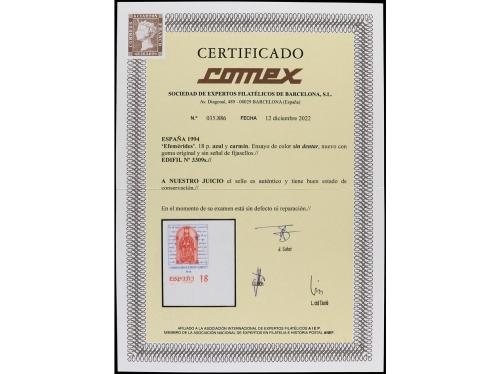 CERTIFICADO
comex
SOCIEDAD DE EXPERTOS FILATÉLICOS DE BARCELONA, S.L.
Av. Diagonal, 489 - 08029 BARCELONA (España)
N.º 035.886 FECHA 12 diciembre 2022
ESPAÑA 1994
'Efemérides'. 18 p. azul y carmín. Ensayo de color sin dentar, nuevo con
goma original y sin señal de fijasellos.//
EDIFIL Nº 3309s.//
A NUESTRO JUICIO el sello es auténtico y tiene buen estado de
conservación.//
En el momento de su examen está sin defecto ni reparación.//
ESPAÑA 18
AFILIADO A LA ASOCIACIÓN INTERNACIONAL DE EXPERTOS FILATÉLICOS A I E P.
MIEMBRO DE LA ASOCIACIÓN NACIONAL DE EXPERTOS EN FILATELIA E HISTORIA POSTAL ANEF.